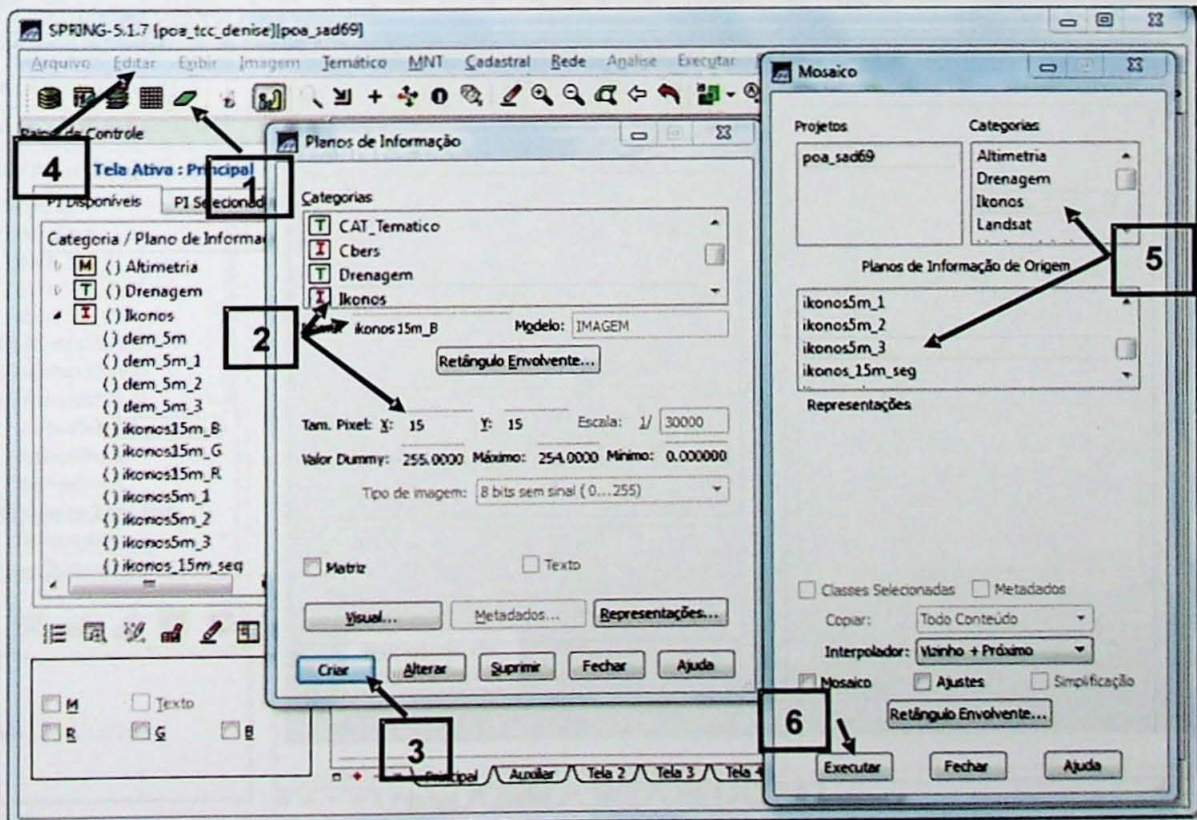 SPRING-5.1.7 [poa_tcc_denise][poa_sad69]
Arquivo Editar Exibir Imagem Temático MNT Cadastral Rede Análise Executar
de Controle
4
Tela Ativa : Principal
1
PI Disponíveis PI Selecionad
Categoria / Plano de Informa
M ( ) Altimetria
T ( ) Drenagem
I ( ) Ikonos
( ) dem_5m
( ) dem_5m_1
( ) dem_5m_2
( ) dem_5m_3
( ) ikonos15m_B
( ) ikonos15m_G
( ) ikonos15m_R
( ) ikonos5m_1
( ) ikonos5m_2
( ) ikonos5m_3
( ) ikonos_15m_seg
M Texto
R G B
Planos de Informação
Categorias
T CAT_Tematico
I Cbers
T Drenagem
I Ikonos
2
ikonos15m_B Modelo: IMAGEM
Retângulo Envolvente...
Tam. Pixel: X: 15 Y: 15 Escala: 1/ 30000
Valor Dummy: 255.0000 Máximo: 254.0000 Mínimo: 0.000000
Tipo de imagem: 8 bits sem sinal ( 0...255)
Matriz Texto
Visual... Metadados... Representações...
Criar Alterar Suprimir Fechar Ajuda
3
Principal Auxiliar Tela 2 Tela 3 Tela 4
Mosaico
Projetos Categorias
poa_sad69
Altimetria
Drenagem
Ikonos
Landsat
5
Planos de Informação de Origem
ikonos5m_1
ikonos5m_2
ikonos5m_3
ikonos_15m_seg
Representações
Classes Selecionadas Metadados
Copiar: Todo Conteúdo
Interpolador: Vizinho + Próximo
Mosaico Ajustes Simplificação
Retângulo Envolvente...
6
Executar Fechar Ajuda